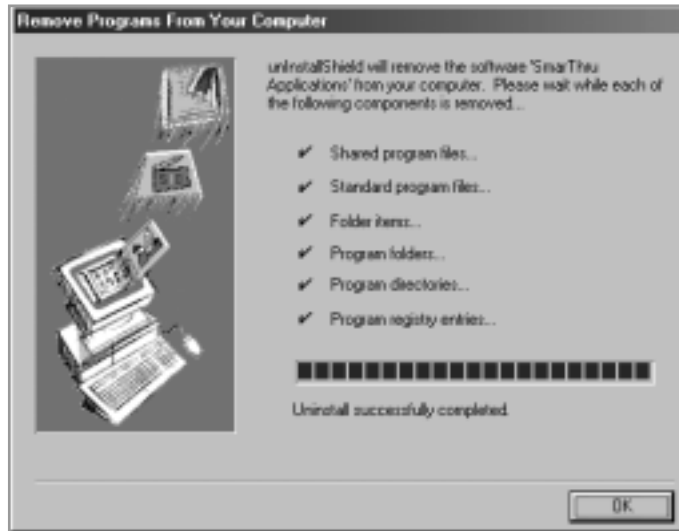 Remove Programs From Your Computer
unInstallShield will remove the software 'SmarThru
Applications' from your computer. Please wait while each of
the following components is removed...
✔ Shared program files...
✔ Standard program files...
✔ Folder items...
✔ Program folders...
✔ Program directories...
✔ Program registry entries...
Uninstall successfully completed.
OK